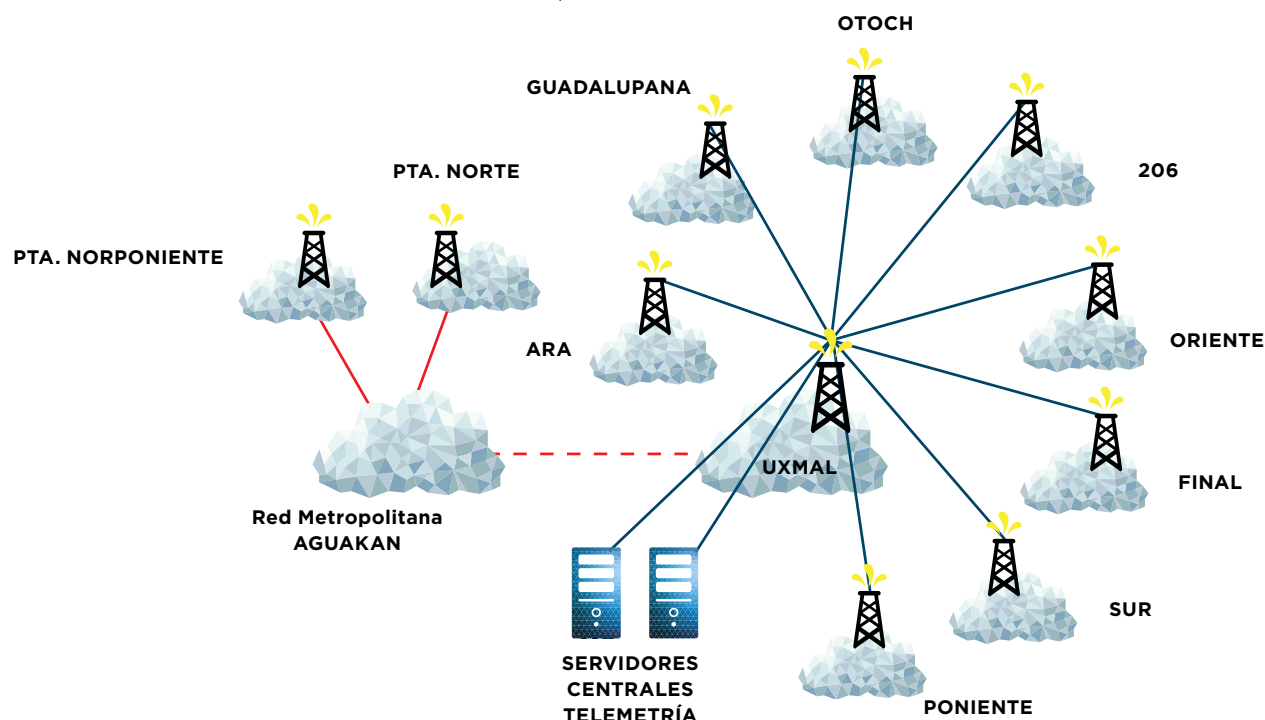 OTOCH
GUADALUPANA
206
PTA. NORTE
PTA. NORPONIENTE
ARA
ORIENTE
UXMAL
FINAL
Red Metropolitana
AGUAKAN
SUR
SERVIDORES
CENTRALES
TELEMETRÍA
PONIENTE